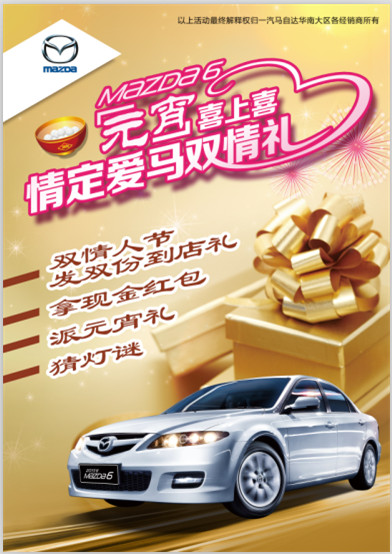 以上活动最终解释权归一汽马自达华南大区各经销商所有
mazda
mazda6
元宵喜上喜
情定爱马双情礼
双情人节
发双份到店礼
拿现金红包
派元宵礼
猜灯谜
mazda6